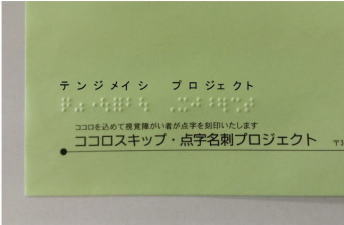 テンジメイシ プロジェクト
ココロを込めて視覚障がい者が点字を刻印いたします
ココロスキップ・点字名刺プロジェクト 〒3